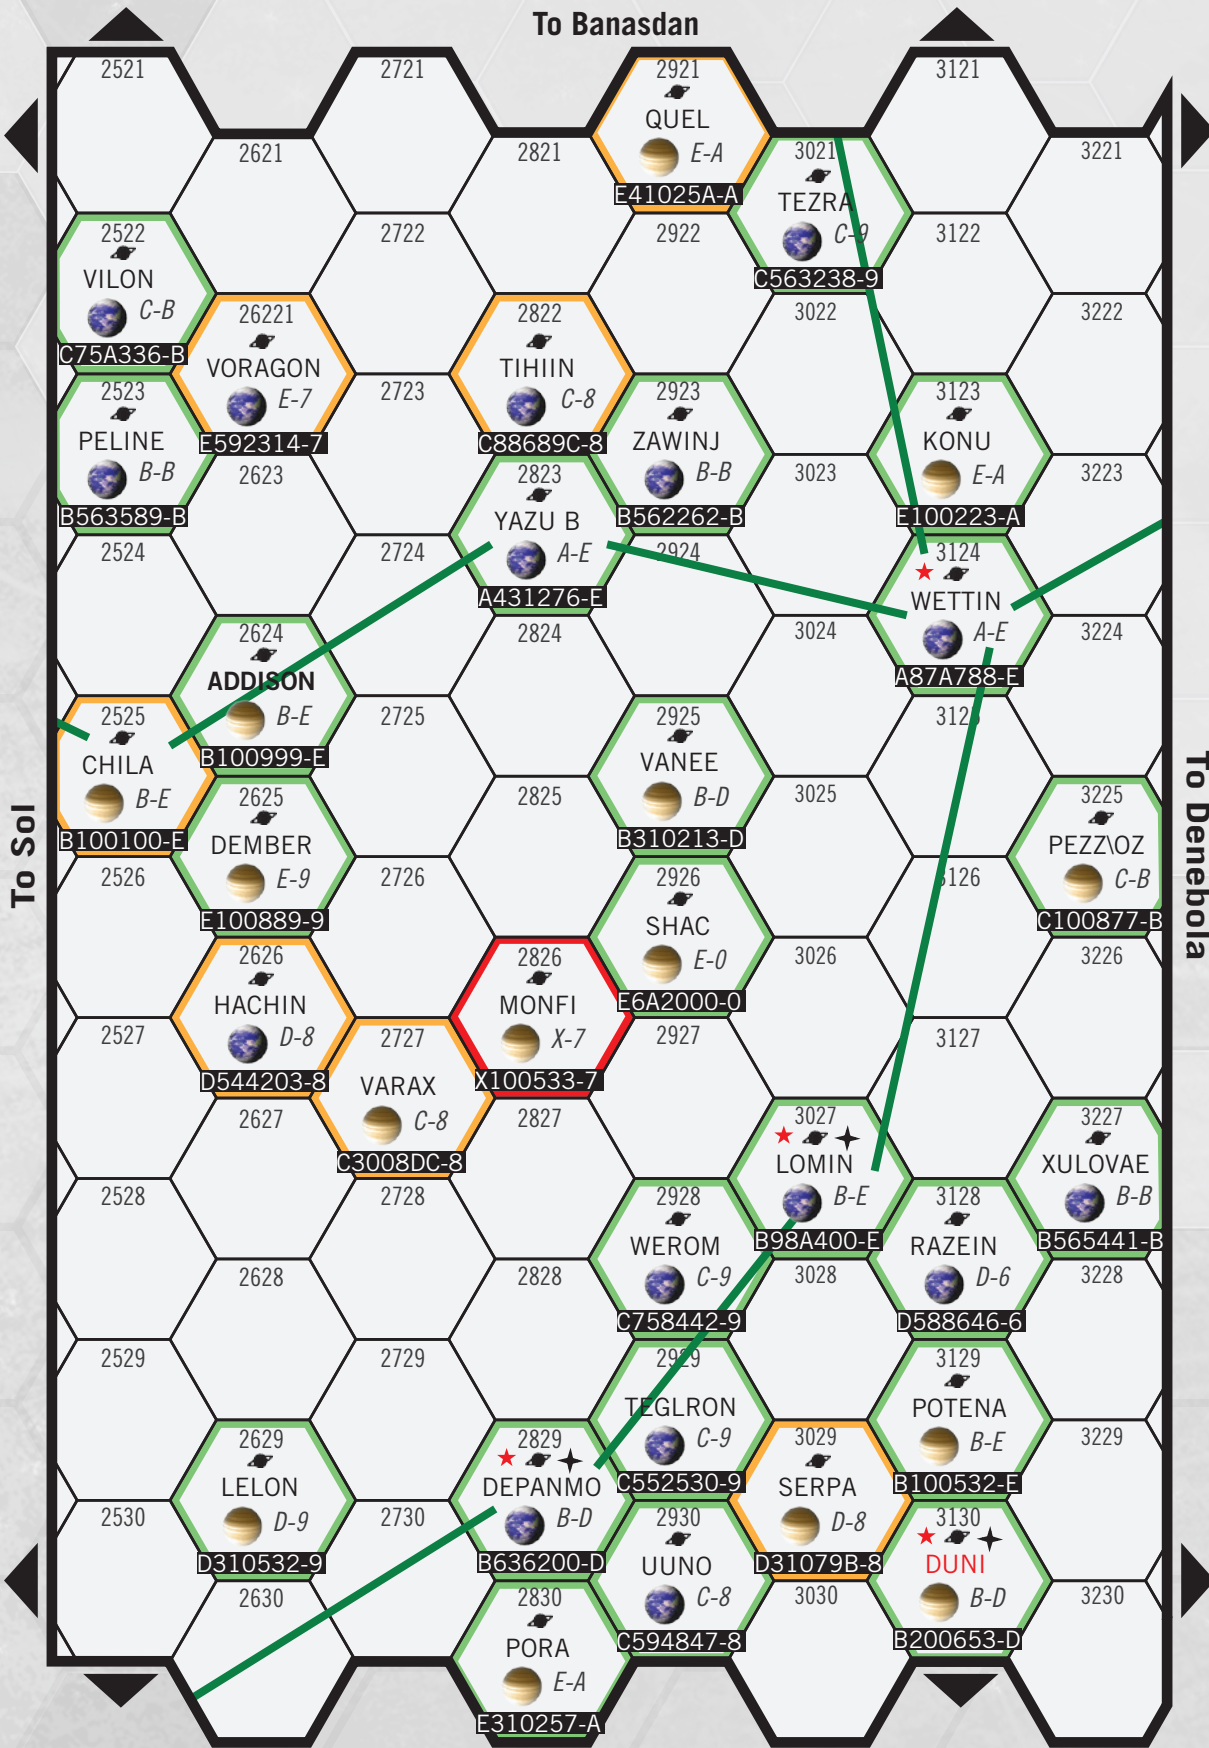 To Banasdan
To Sol
To Denebola
2521
2522
VILON
C-B
C75A336-B
2523
PELINE
B-B
B563589-B
2524
2525
CHILA
B-E
B100100-E
2526
2527
2528
2529
2530
2621
26221
VORAGON
E-7
E592314-7
2623
2624
ADDISON
B-E
B100999-E
2625
DEMBER
E-9
E100889-9
2626
HACHIN
D-8
D544203-8
2627
2628
2629
LELON
D-9
D310532-9
2630
2721
2722
2723
2724
2725
2726
2727
VARAX
C-8
C3008DC-8
2728
2729
2730
2821
2822
TIHIIN
C-8
C88689C-8
2823
YAZU B
A-E
A431276-E
2824
2825
2826
MONFI
X-7
X100533-7
2827
2828
2829
DEPANMO
B-D
B636200-D
2830
PORA
E-A
E310257-A
2921
QUEL
E-A
E41025A-A
2922
2923
ZAWINJ
B-B
B562262-B
2924
2925
VANEE
B-D
B310213-D
2926
SHAC
E-0
E6A2000-0
2927
2928
WEROM
C-9
C758442-9
2929
TEGLRON
C-9
C552530-9
2930
UUNO
C-8
C594847-8
3021
TEZRA
C-9
C563238-9
3022
3023
3024
3025
3026
3027
LOMIN
B-E
B98A400-E
3028
3029
SERPA
D-8
D31079B-8
3030
3121
3122
3123
KONU
E-A
E100223-A
3124
WETTIN
A-E
A87A788-E
3125
3126
3127
3128
RAZEIN
D-6
D588646-6
3129
POTENA
B-E
B100532-E
3130
DUNI
B-D
B200653-D
3221
3222
3223
3224
3225
PEZZ\OZ
C-B
C100877-B
3226
3227
XULOVAE
B-B
B565441-B
3228
3229
3230